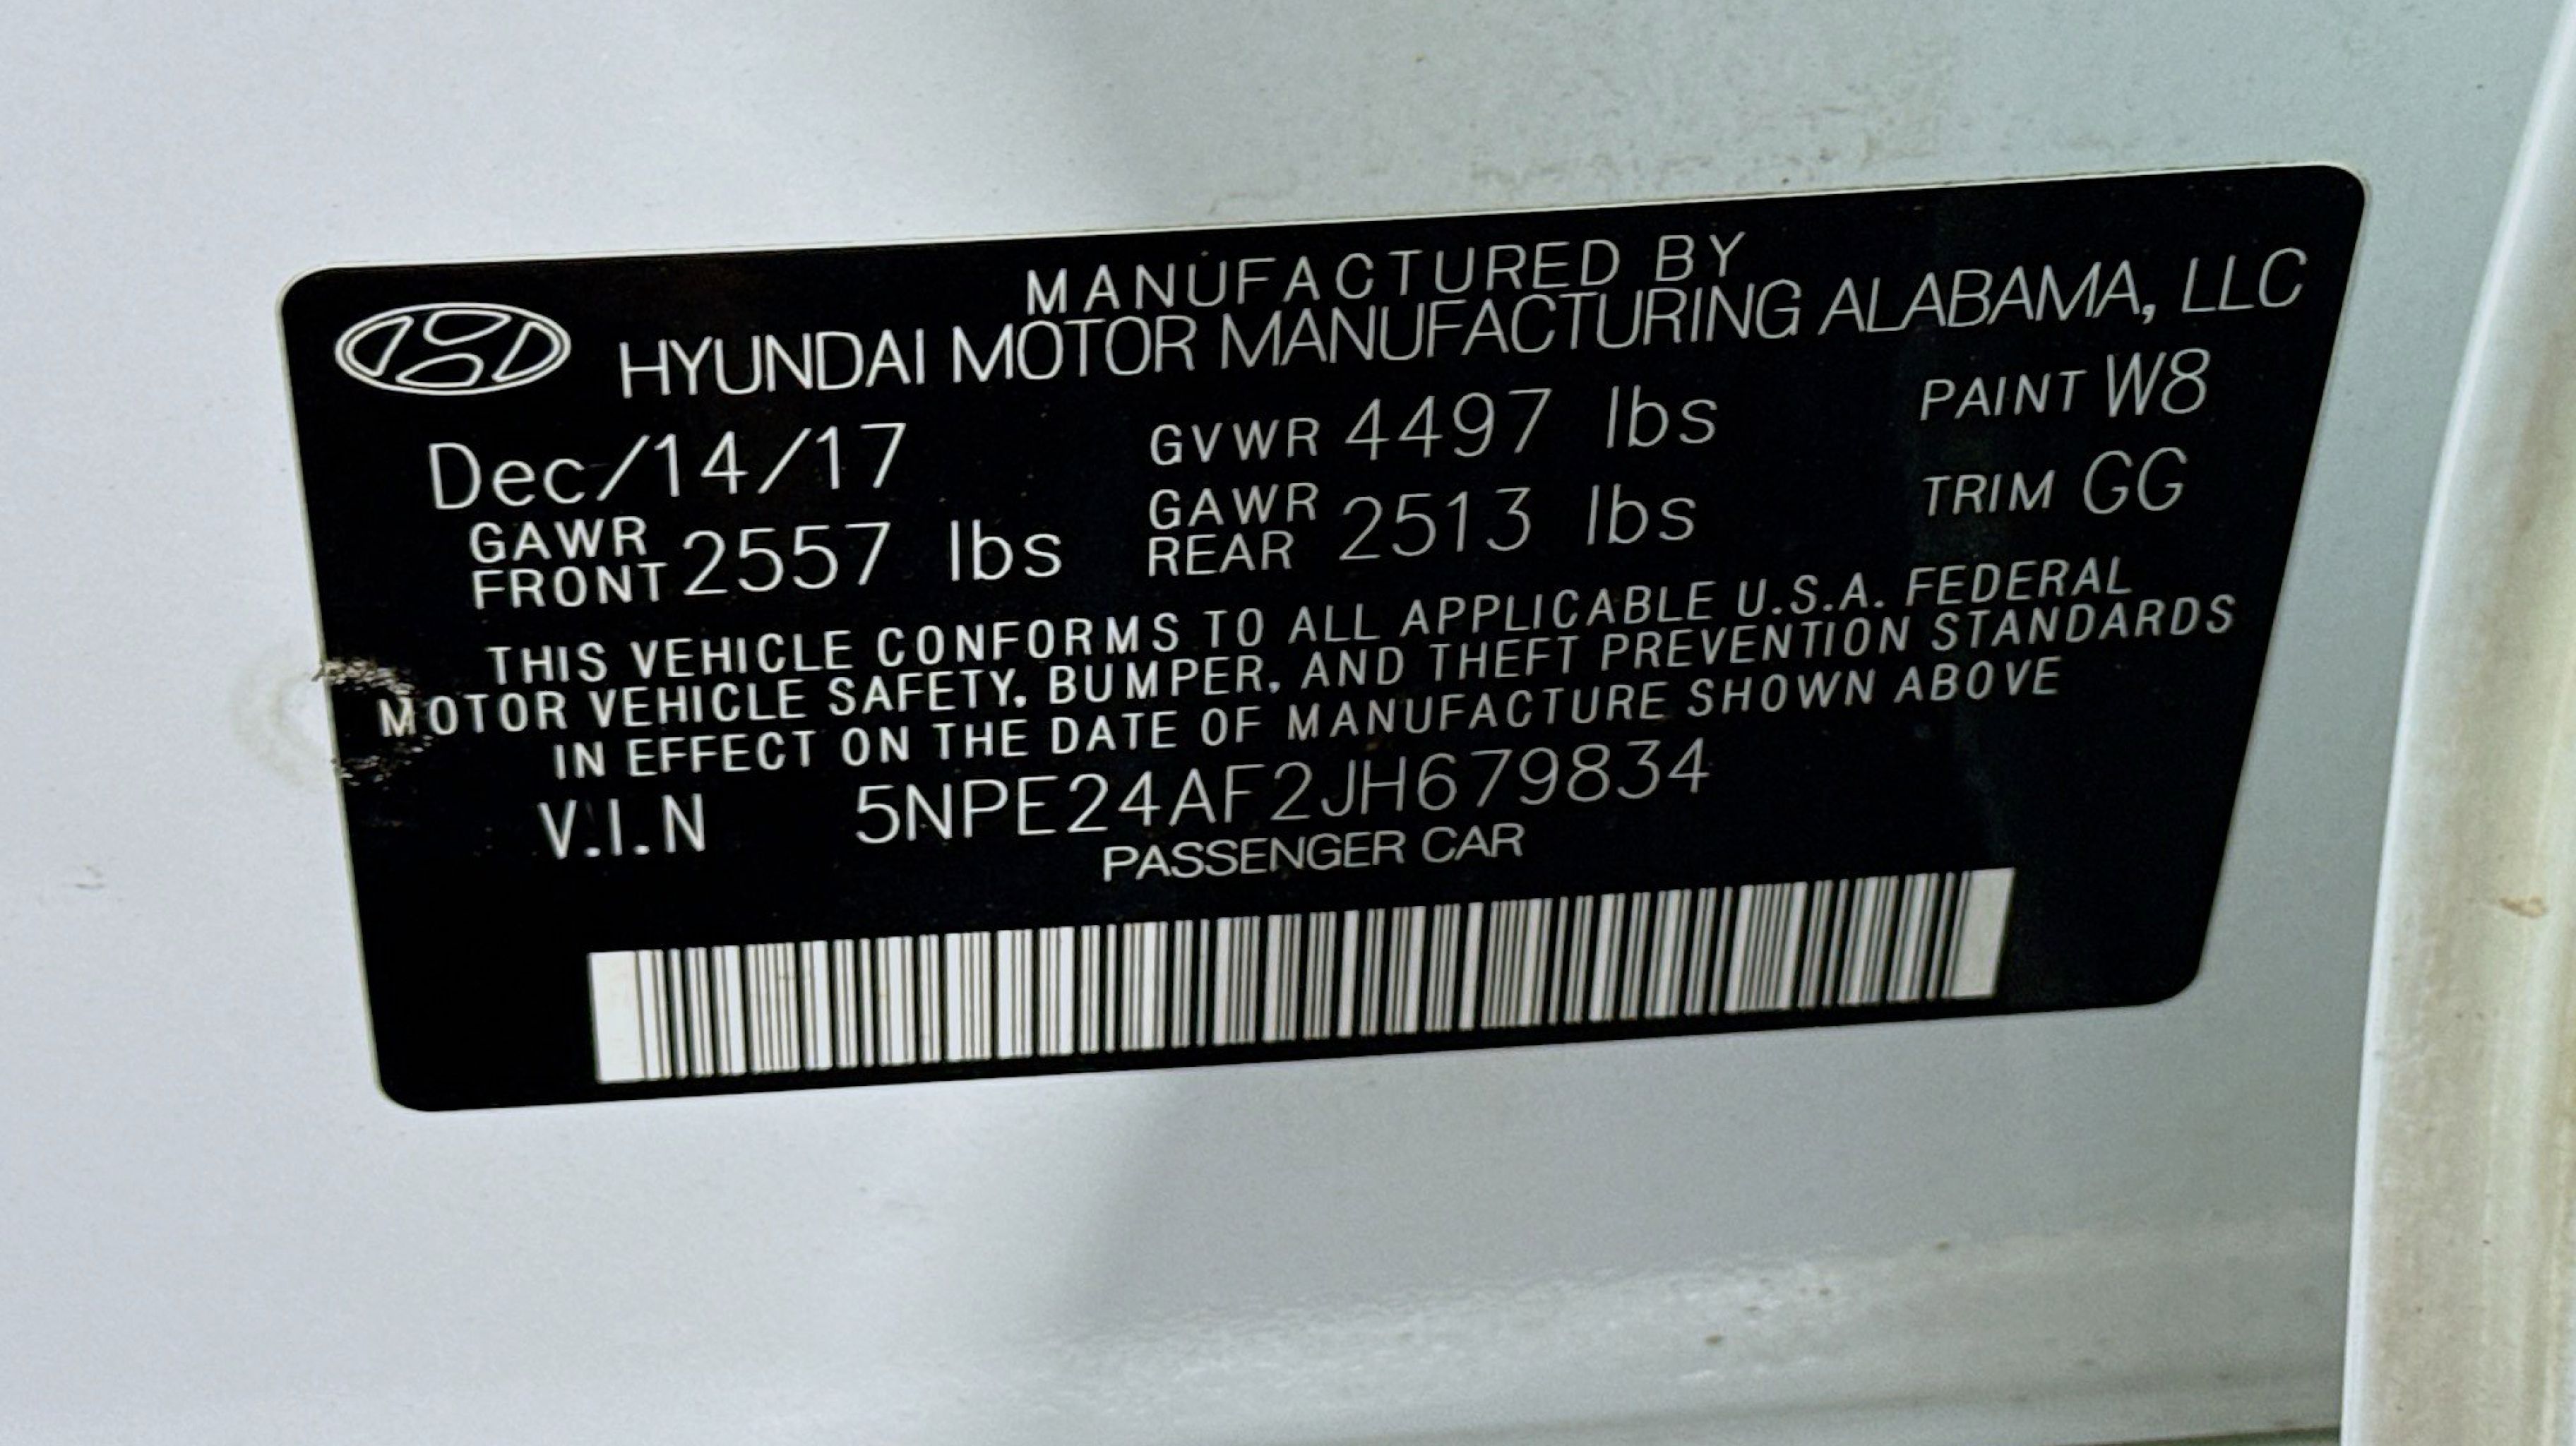 MANUFACTURED BY
HYUNDAI MOTOR MANUFACTURING ALABAMA, LLC
Dec/14/17 GVWR 4497 lbs PAINT W8
GAWR FRONT 2557 lbs GAWR REAR 2513 lbs TRIM GG
THIS VEHICLE CONFORMS TO ALL APPLICABLE U.S.A. FEDERAL
MOTOR VEHICLE SAFETY, BUMPER, AND THEFT PREVENTION STANDARDS
IN EFFECT ON THE DATE OF MANUFACTURE SHOWN ABOVE
V.I.N 5NPE24AF2JH679834
PASSENGER CAR